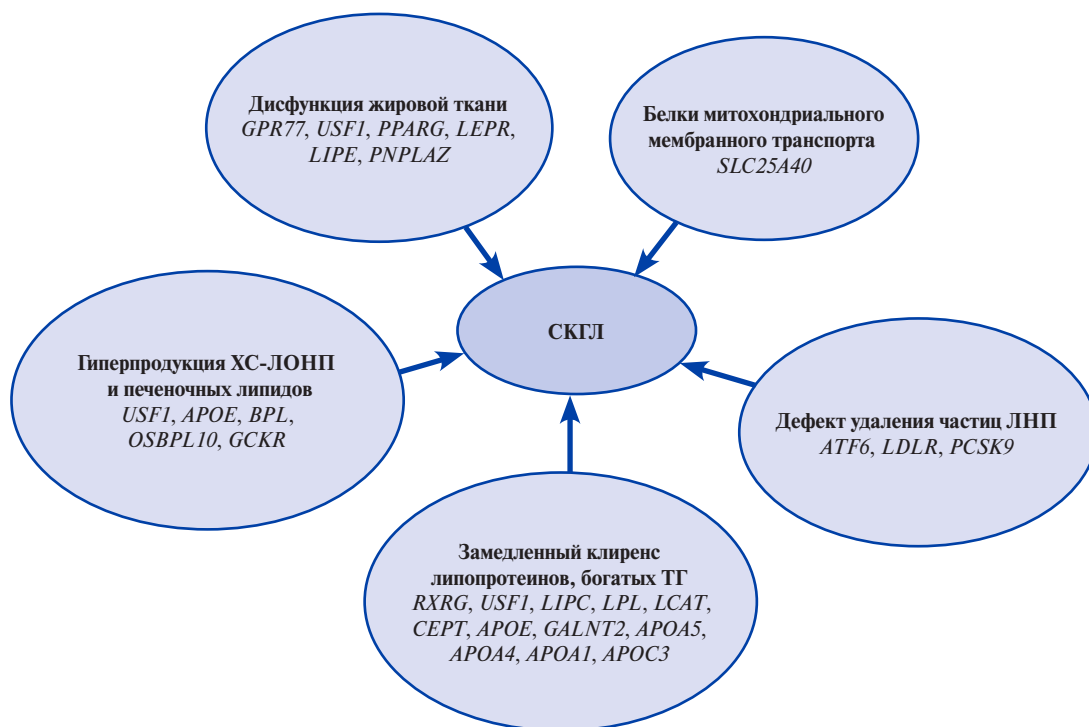 Дисфункция жировой ткани
GPR77, USF1, PPARG, LEPR,
LIPE, PNPLAZ
Белки митохондриального
мембранного транспорта
SLC25A40
СКГЛ
Гиперпродукция ХС-ЛОНП
и печеночных липидов
USF1, APOE, BPL,
OSBPL10, GCKR
Дефект удаления частиц ЛНП
ATF6, LDLR, PCSK9
Замедленный клиренс
липопротеинов, богатых ТГ
RXRG, USF1, LIPC, LPL, LCAT,
CEPT, APOE, GALNT2, APOA5,
APOA4, APOA1, APOC3